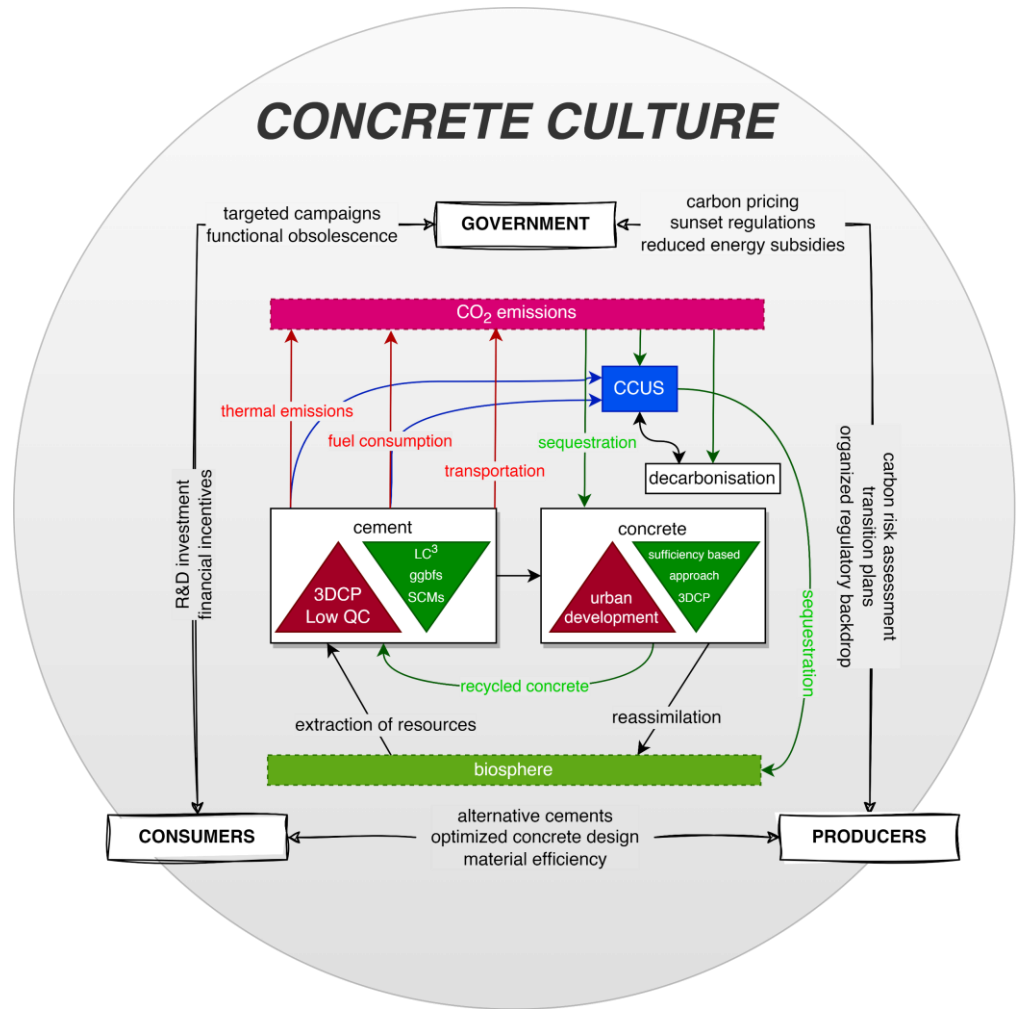 CONCRETE CULTURE
targeted campaigns
functional obsolescence
GOVERNMENT
carbon pricing
sunset regulations
reduced energy subsidies
CO₂ emissions
CCUS
thermal emissions
fuel consumption
transportation
sequestration
decarbonisation
R&D investment
financial incentives
carbon risk assessment
transition plans
organized regulatory backdrop
cement
3DCP
Low QC
LC³
ggbfs
SCMs
concrete
urban
development
sufficiency based
approach
3DCP
sequestration
recycled concrete
extraction of resources
reassimilation
biosphere
CONSUMERS
alternative cements
optimized concrete design
material efficiency
PRODUCERS